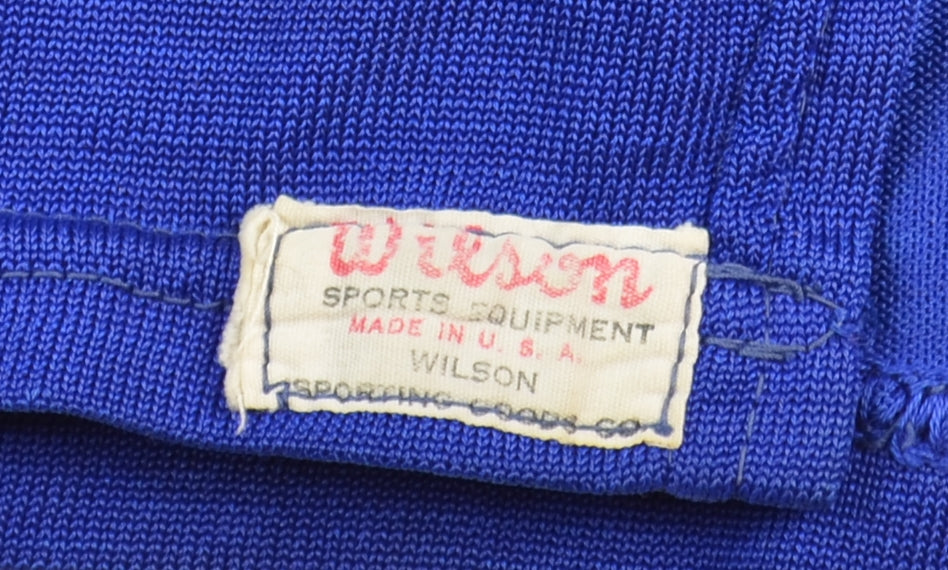 Wilson
SPORTS EQUIPMENT
MADE IN U. S. A.
WILSON
SPORTING GOODS CO